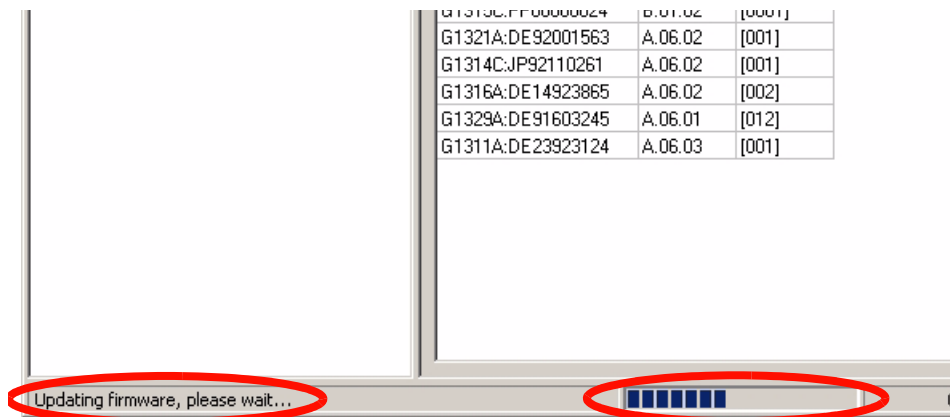 G1321A:DE92001563 A.06.02 [001]
G1314C:JP92110261 A.06.02 [001]
G1316A:DE14923865 A.06.02 [002]
G1329A:DE91603245 A.06.01 [012]
G1311A:DE23923124 A.06.03 [001]
Updating firmware, please wait...